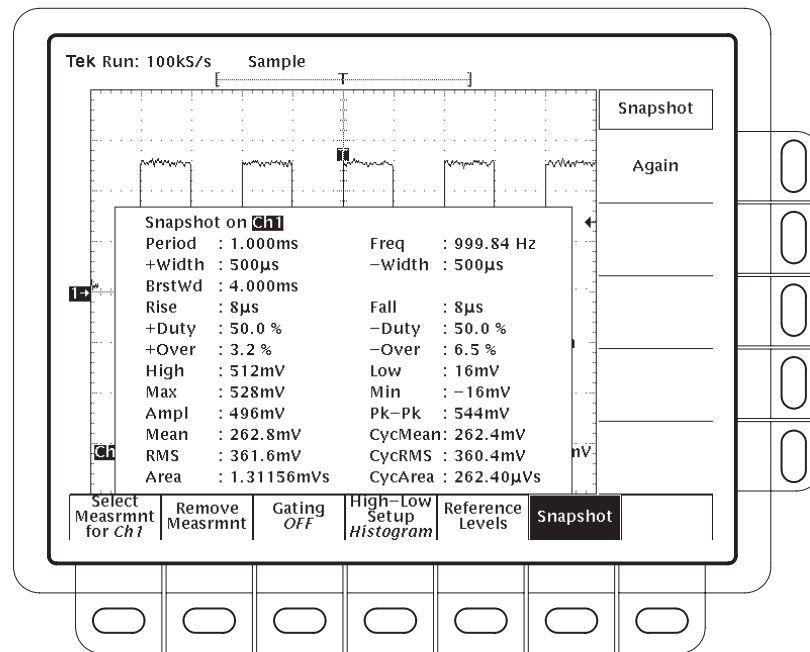 Tek Run: 100kS/s Sample
T
T
Snapshot
Again
Snapshot on Ch1
Period : 1.000ms Freq : 999.84 Hz
+Width : 500µs −Width : 500µs
BrstWd : 4.000ms
Rise : 8µs Fall : 8µs
+Duty : 50.0 % −Duty : 50.0 %
+Over : 3.2 % −Over : 6.5 %
High : 512mV Low : 16mV
Max : 528mV Min : −16mV
Ampl : 496mV Pk−Pk : 544mV
Mean : 262.8mV CycMean: 262.4mV
RMS : 361.6mV CycRMS : 360.4mV
Area : 1.31156mVs CycArea : 262.40µVs
1→
Ch
mV
Select
Measrmnt
for Ch1
Remove
Measrmnt
Gating
OFF
High−Low
Setup
Histogram
Reference
Levels
Snapshot